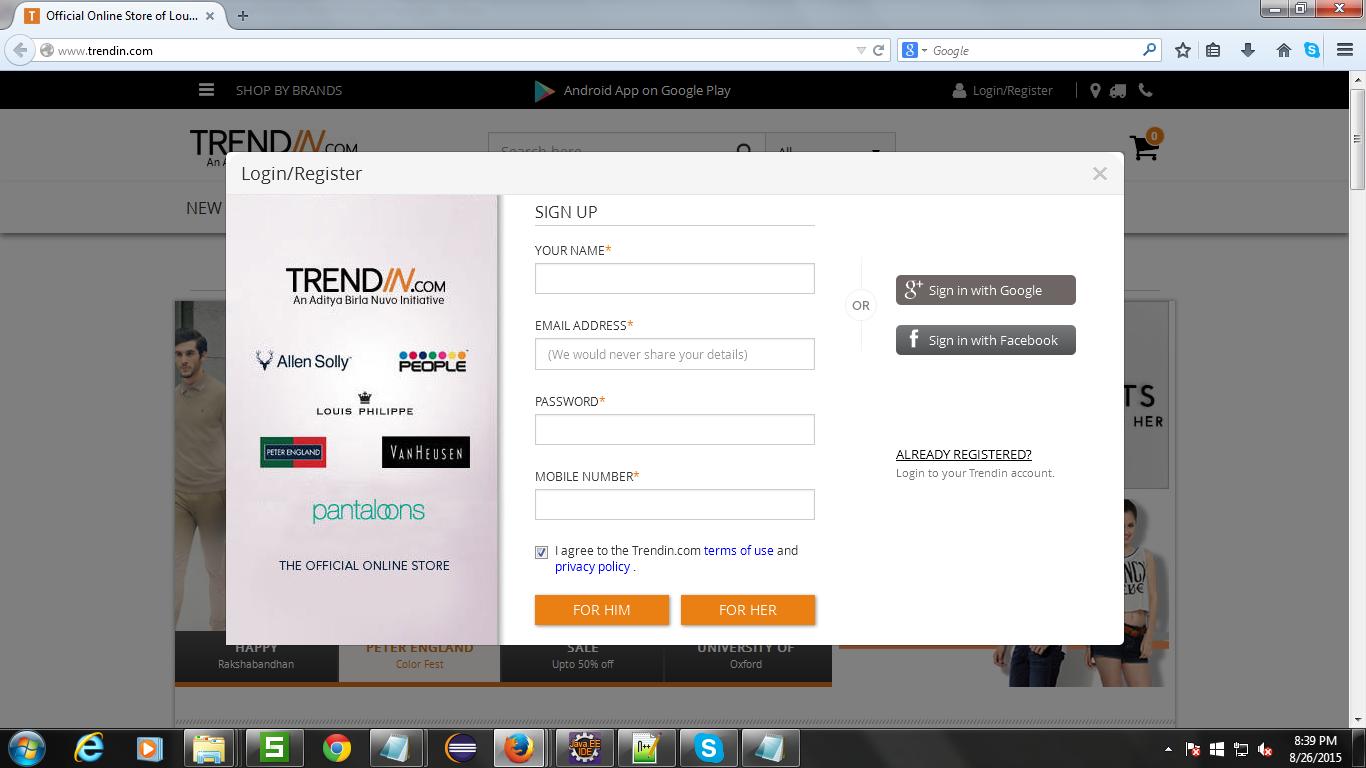 Official Online Store of Lou...
www.trendin.com
Google
SHOP BY BRANDS
Android App on Google Play
Login/Register
TRENDIN.COM
0
Search here
All
NEW
Login/Register
TRENDIN.COM
An Aditya Birla Nuvo Initiative
Allen Solly
PEOPLE
LOUIS PHILIPPE
PETER ENGLAND
VANHEUSEN
pantaloons
THE OFFICIAL ONLINE STORE
SIGN UP
YOUR NAME*
EMAIL ADDRESS*
(We would never share your details)
PASSWORD*
MOBILE NUMBER*
I agree to the Trendin.com terms of use and
privacy policy .
FOR HIM
FOR HER
OR
Sign in with Google
Sign in with Facebook
ALREADY REGISTERED?
Login to your Trendin account.
HER
HAPPY
Rakshabandhan
PETER ENGLAND
Color Fest
SALE
Upto 50% off
UNIVERSITY OF
Oxford
Java EE
IDE
8:39 PM
8/26/2015